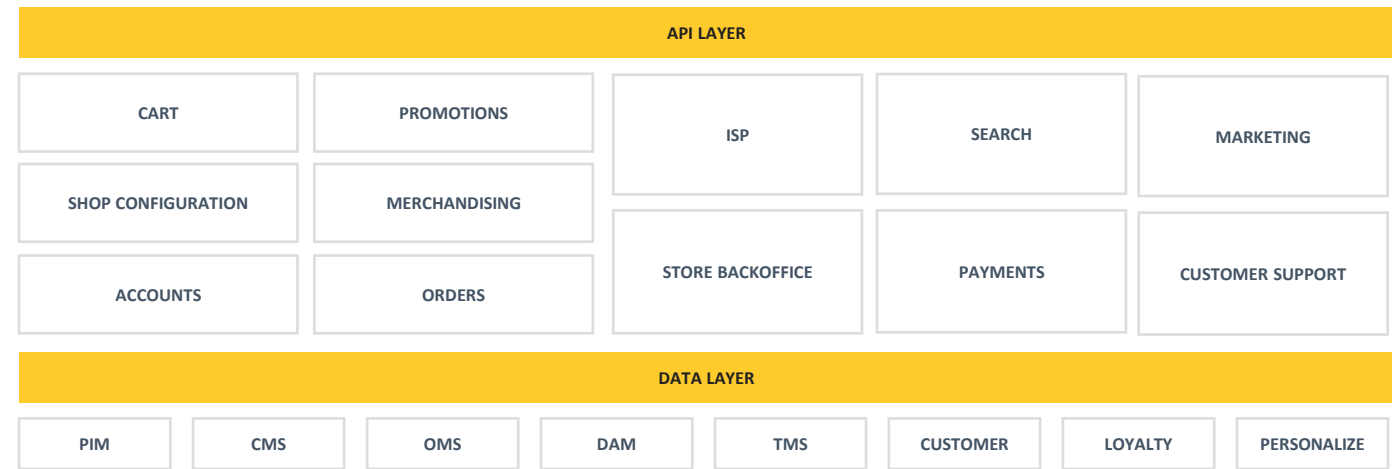 API LAYER
CART
PROMOTIONS
ISP
SEARCH
MARKETING
SHOP CONFIGURATION
MERCHANDISING
STORE BACKOFFICE
PAYMENTS
CUSTOMER SUPPORT
ACCOUNTS
ORDERS
DATA LAYER
PIM
CMS
OMS
DAM
TMS
CUSTOMER
LOYALTY
PERSONALIZE